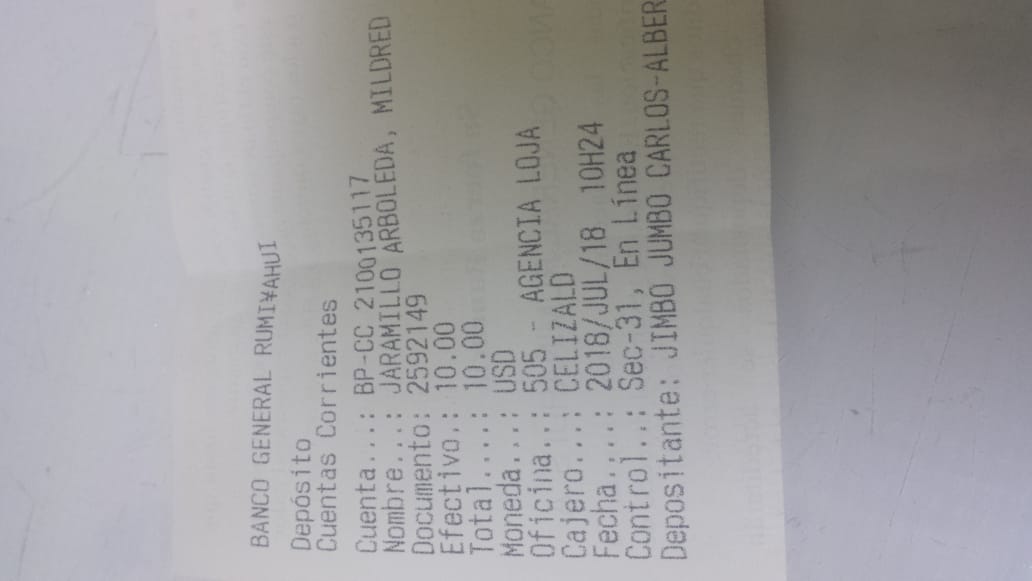 BANCO GENERAL RUMI¥AHUI
Depósito
Cuentas Corrientes
Cuenta...: BP-CC 2100135117
Nombre...: JARAMILLO ARBOLEDA, MILDRED
Documento: 2592149
Efectivo.: 10.00
Total....: 10.00
Moneda...: USD
Oficina..: 505 - AGENCIA LOJA
Cajero...: CELIZALD
Fecha....: 2018/JUL/18 10H24
Control..: Sec-31, En Línea
Depositante: JIMBO JUMBO CARLOS-ALBER